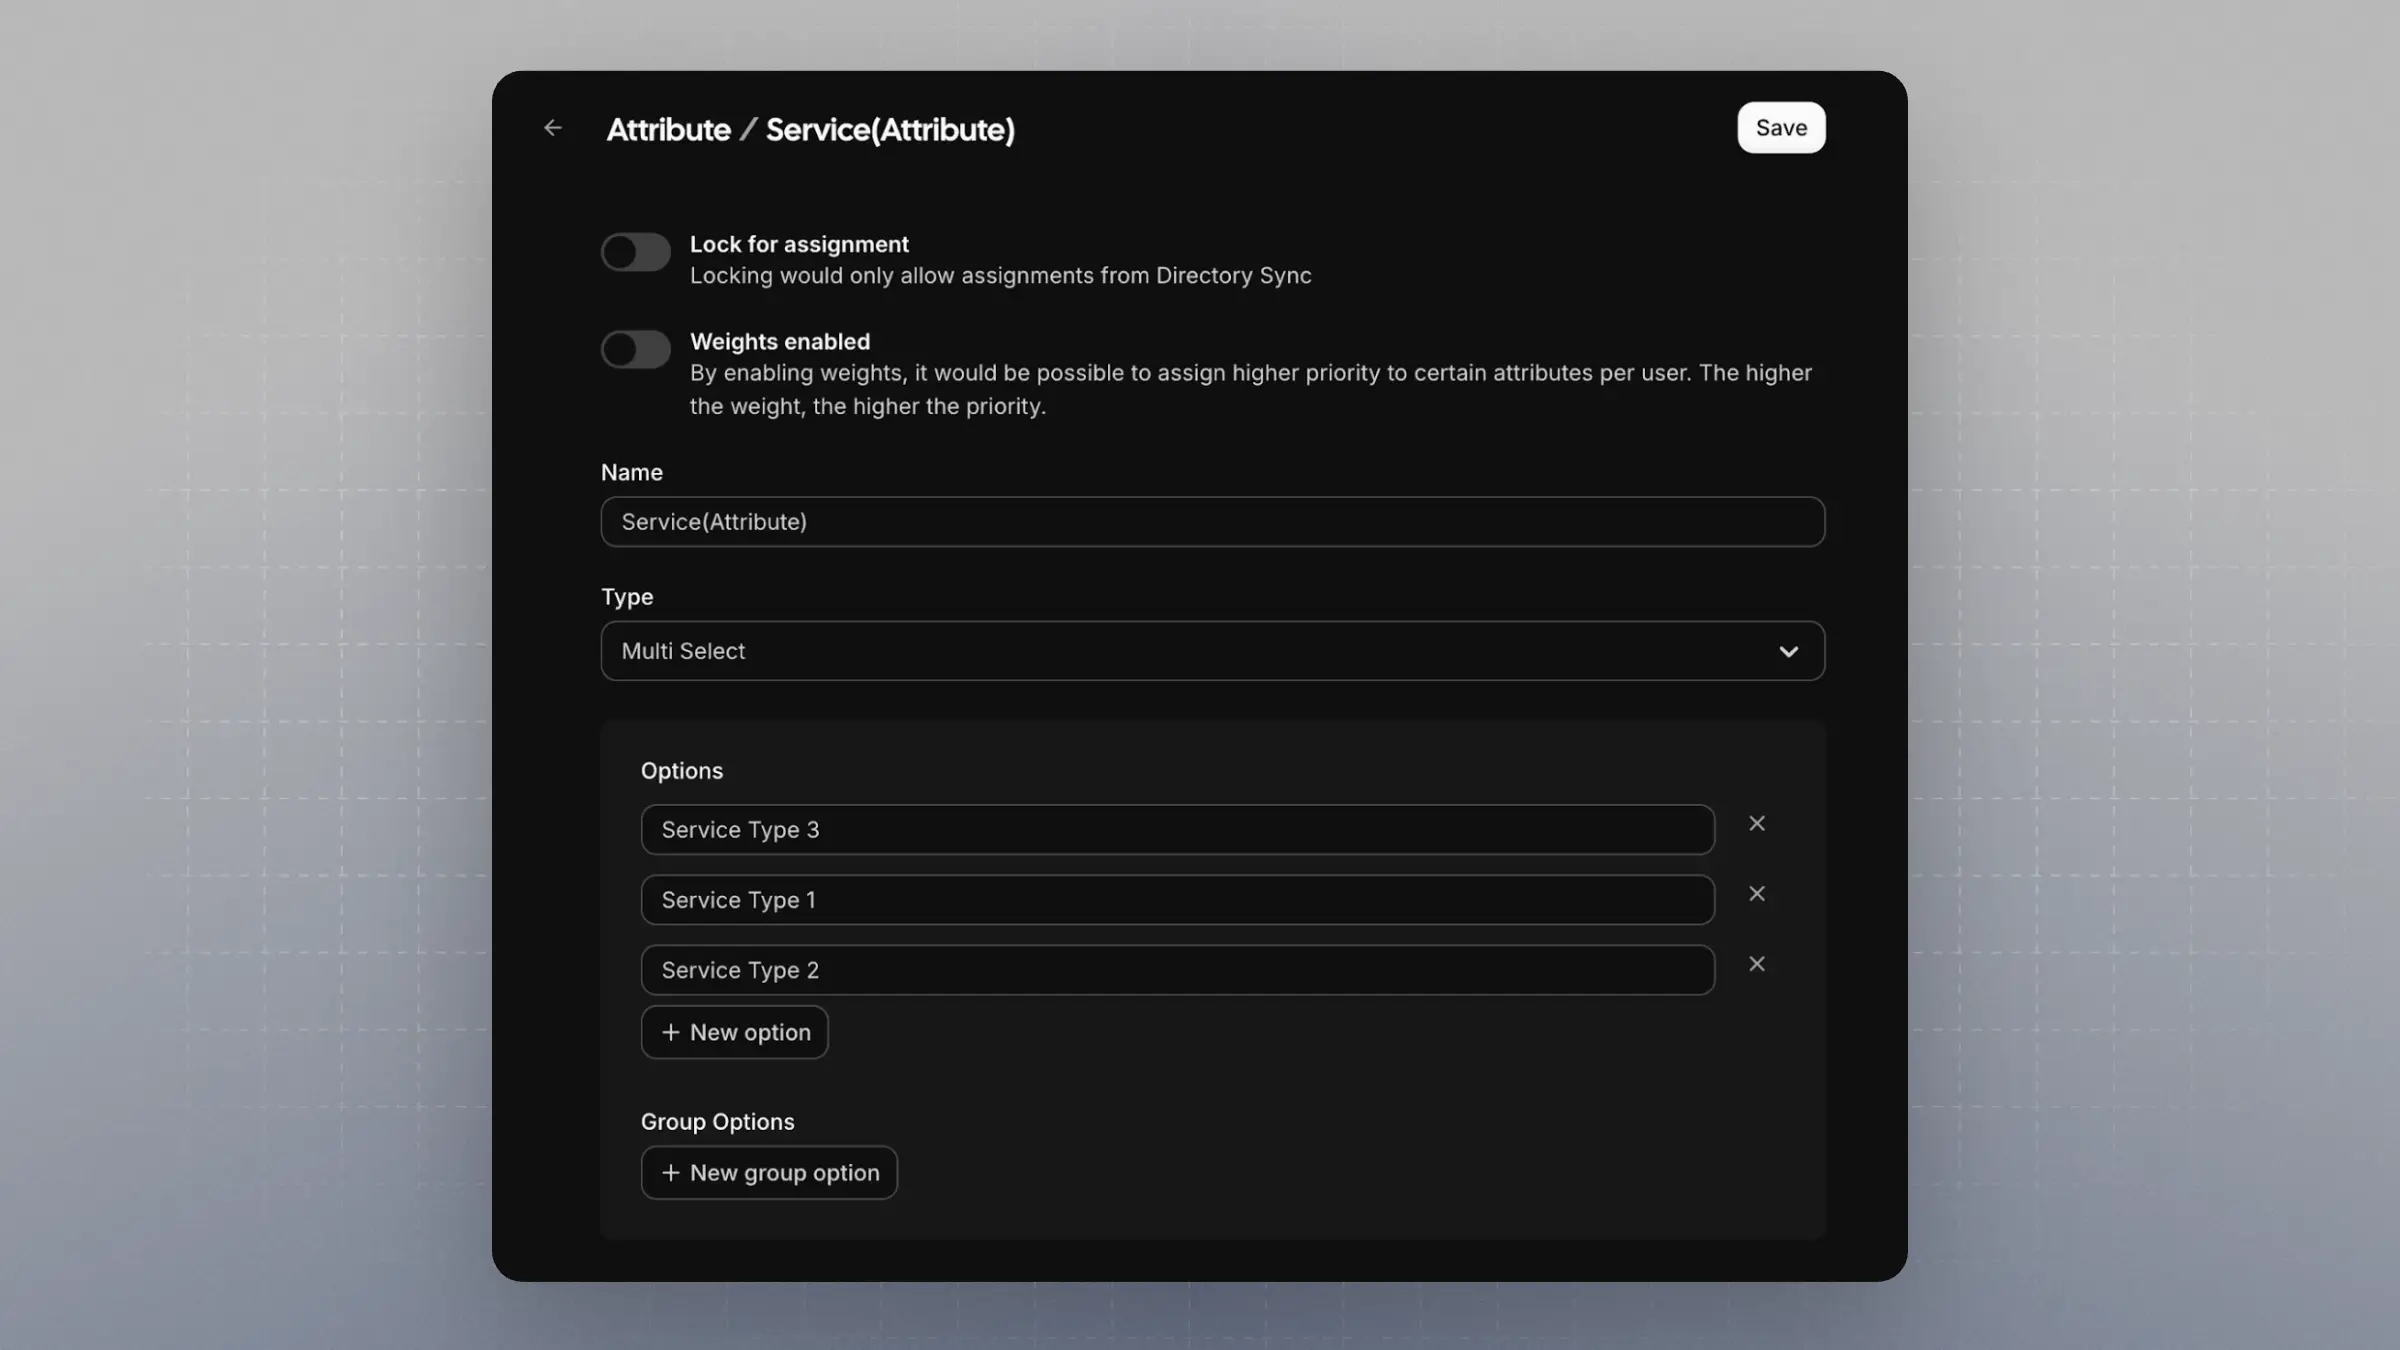 Attribute / Service(Attribute)
Save
Lock for assignment
Locking would only allow assignments from Directory Sync
Weights enabled
By enabling weights, it would be possible to assign higher priority to certain attributes per user. The higher
the weight, the higher the priority.
Name
Service(Attribute)
Type
Multi Select
Options
Service Type 3
Service Type 1
Service Type 2
+ New option
Group Options
+ New group option